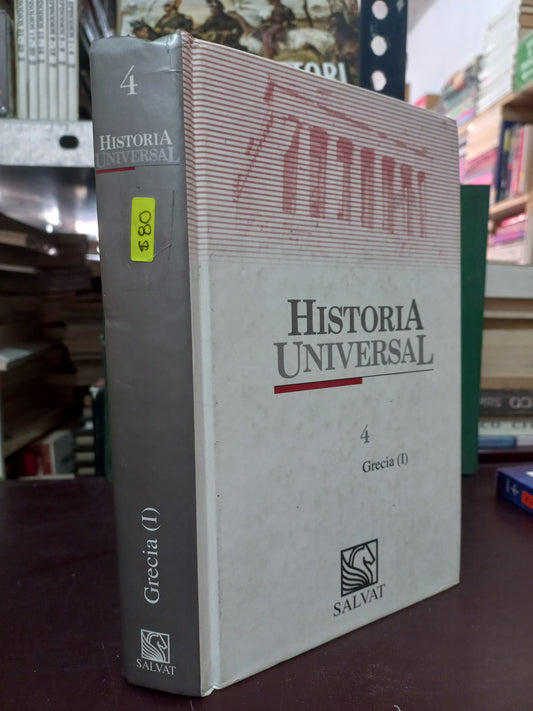 4
HISTORIA
UNIVERSAL
$80
Grecia (I)
SALVAT
HISTORIA
UNIVERSAL
4
Grecia (I)
SALVAT